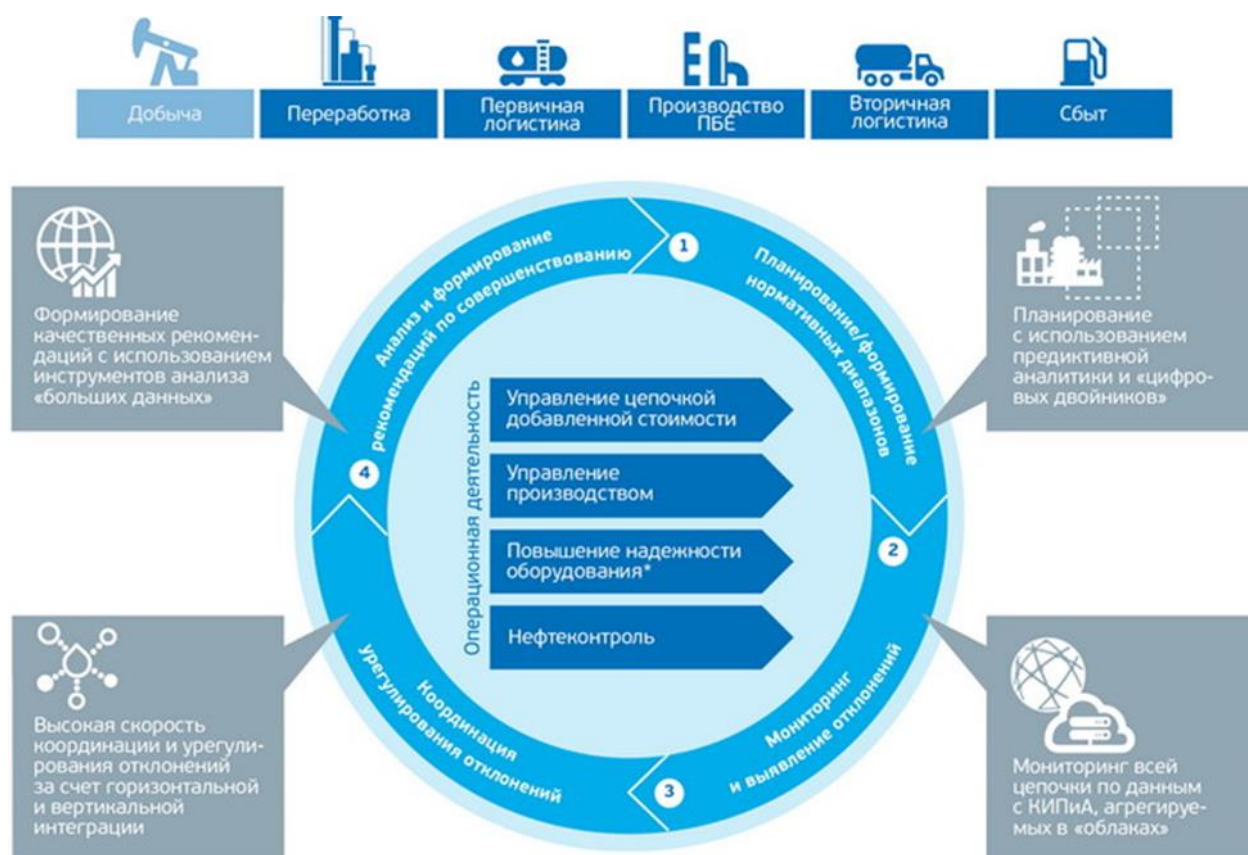 Добыча
Переработка
Первичная
логистика
Производство
ПБЕ
Вторичная
логистика
Сбыт
Формирование
качественных рекомен-
даций с использованием
инструментов анализа
«больших данных»
Анализ и формирование
рекомендаций по совершенствованию
1
Планирование/формирование
нормативных диапазонов
Планирование
с использованием
предиктивной
аналитики и «цифро-
вых двойников»
Операционная деятельность
Управление цепочкой
добавленной стоимости
Управление
производством
Повышение надежности
оборудования*
Нефтеконтроль
4
2
Высокая скорость
координации и урегули-
рования отклонений
за счет горизонтальной
и вертикальной
интеграции
Координация
урегулирования отклонений
3
Мониторинг
и выявление отклонений
Мониторинг всей
цепочки по данным
с КИПиА, агрегируе-
мых в «облаках»